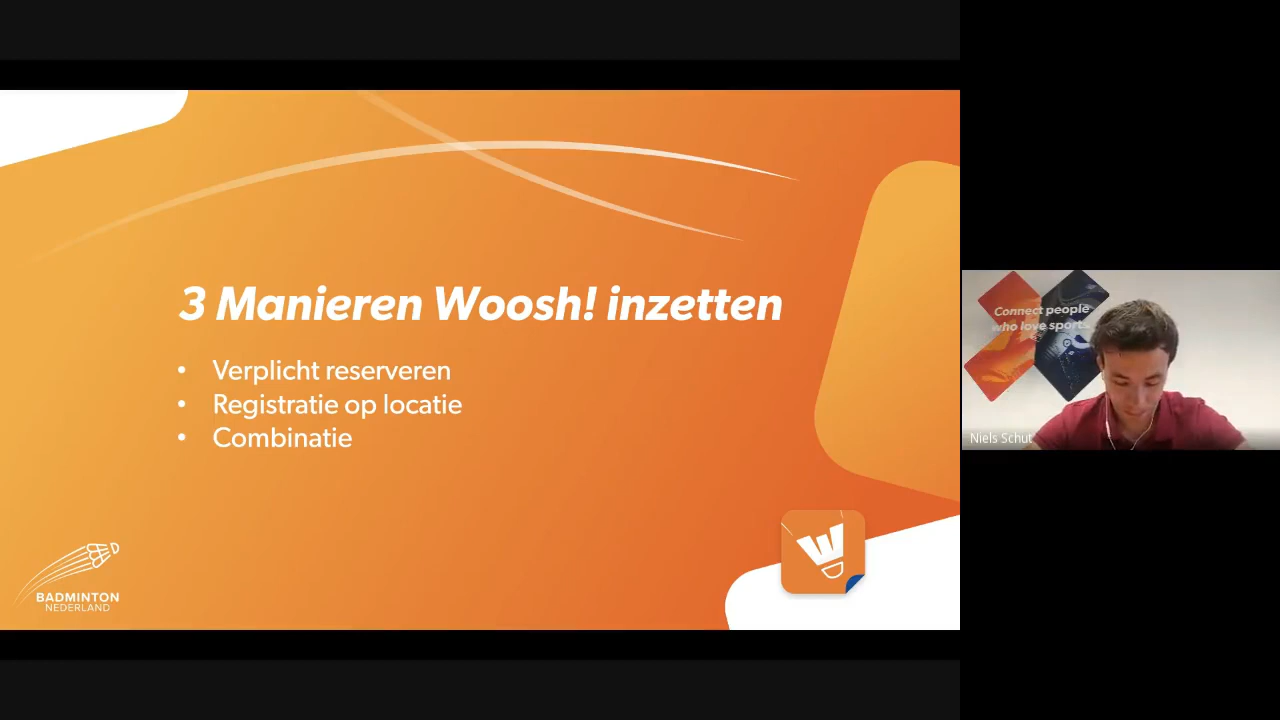 3 Manieren Woosh! inzetten
• Verplicht reserveren
• Registratie op locatie
• Combinatie
BADMINTON
NEDERLAND
Connect people
who love sports
Niels Schut